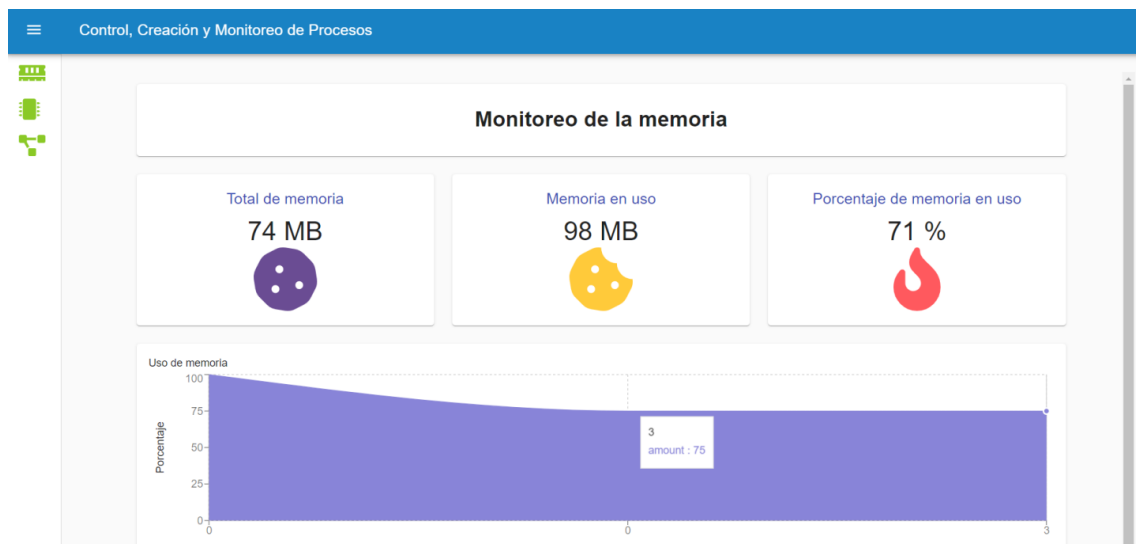 Control, Creación y Monitoreo de Procesos
Monitoreo de la memoria
Total de memoria
74 MB
Memoria en uso
98 MB
Porcentaje de memoria en uso
71 %
Uso de memoria
Porcentaje
100
75
50
25
0
3
amount : 75
0
0
3